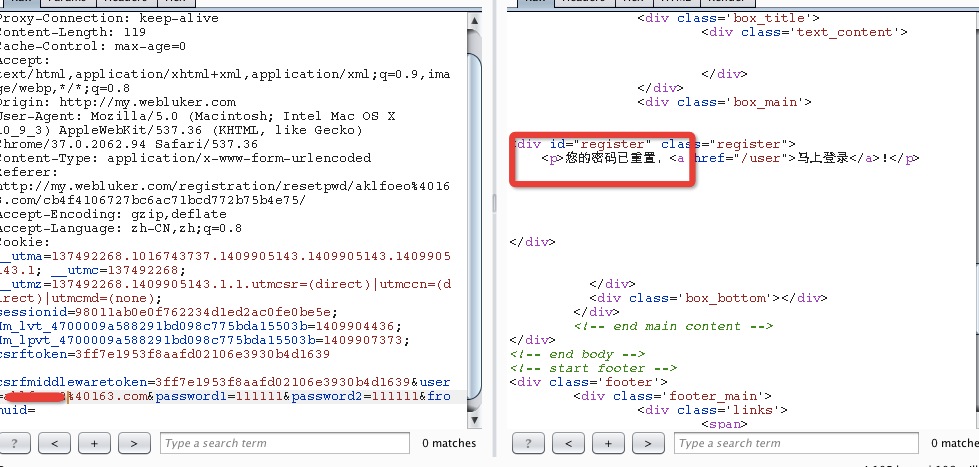 Proxy-Connection: keep-alive
Content-Length: 119
Cache-Control: max-age=0
Accept:
text/html,application/xhtml+xml,application/xml;q=0.9,ima
ge/webp,*/*;q=0.8
Origin: http://my.webluker.com
User-Agent: Mozilla/5.0 (Macintosh; Intel Mac OS X
10_9_3) AppleWebKit/537.36 (KHTML, like Gecko)
Chrome/37.0.2062.94 Safari/537.36
Content-Type: application/x-www-form-urlencoded
Referer:
http://my.webluker.com/registration/resetpwd/aklfoeo%4016
3.com/cb4f4106727bc6ac71bcd772b75b4e75/
Accept-Encoding: gzip,deflate
Accept-Language: zh-CN,zh;q=0.8
Cookie:
__utma=137492268.1016743737.1409905143.1409905143.1409905
143.1; __utmc=137492268;
__utmz=137492268.1409905143.1.1.utmcsr=(direct)|utmccn=(d
irect)|utmcmd=(none);
sessionid=98011ab0e0f762234d1ed2ac0fe0be5e;
Hm_lvt_4700009a588291bd098c775bda15503b=1409904436;
Hm_lpvt_4700009a588291bd098c775bda15503b=1409907373;
csrftoken=3ff7e1953f8aafd02106e3930b4d1639
csrfmiddlewaretoken=3ff7e1953f8aafd02106e3930b4d1639&user
%40163.com&password1=111111&password2=111111&fro
muid=
? < + > Type a search term 0 matches
<div class='box_title'>
<div class='text_content'>
</div>
</div>
<div class='box_main'>
<div id="register" class="register">
<p>您的密码已重置，<a href="/user">马上登录</a>!</p>
</div>
</div>
<div class='box_bottom'></div>
</div>
<!-- end main content -->
</div>
<!-- end body -->
<!-- start footer -->
<div class='footer'>
<div class='footer_main'>
<div class='links'>
<span>
? < + > Type a search term 0 matches